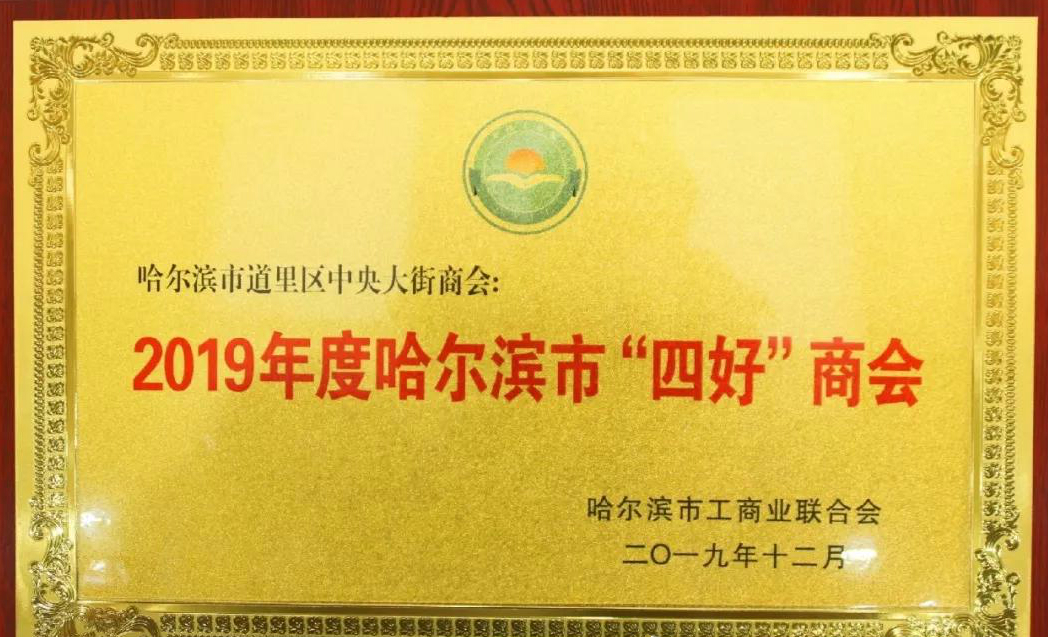 哈尔滨市道里区中央大街商会:
2019年度哈尔滨市“四好”商会
哈尔滨市工商业联合会
二〇一九年十二月